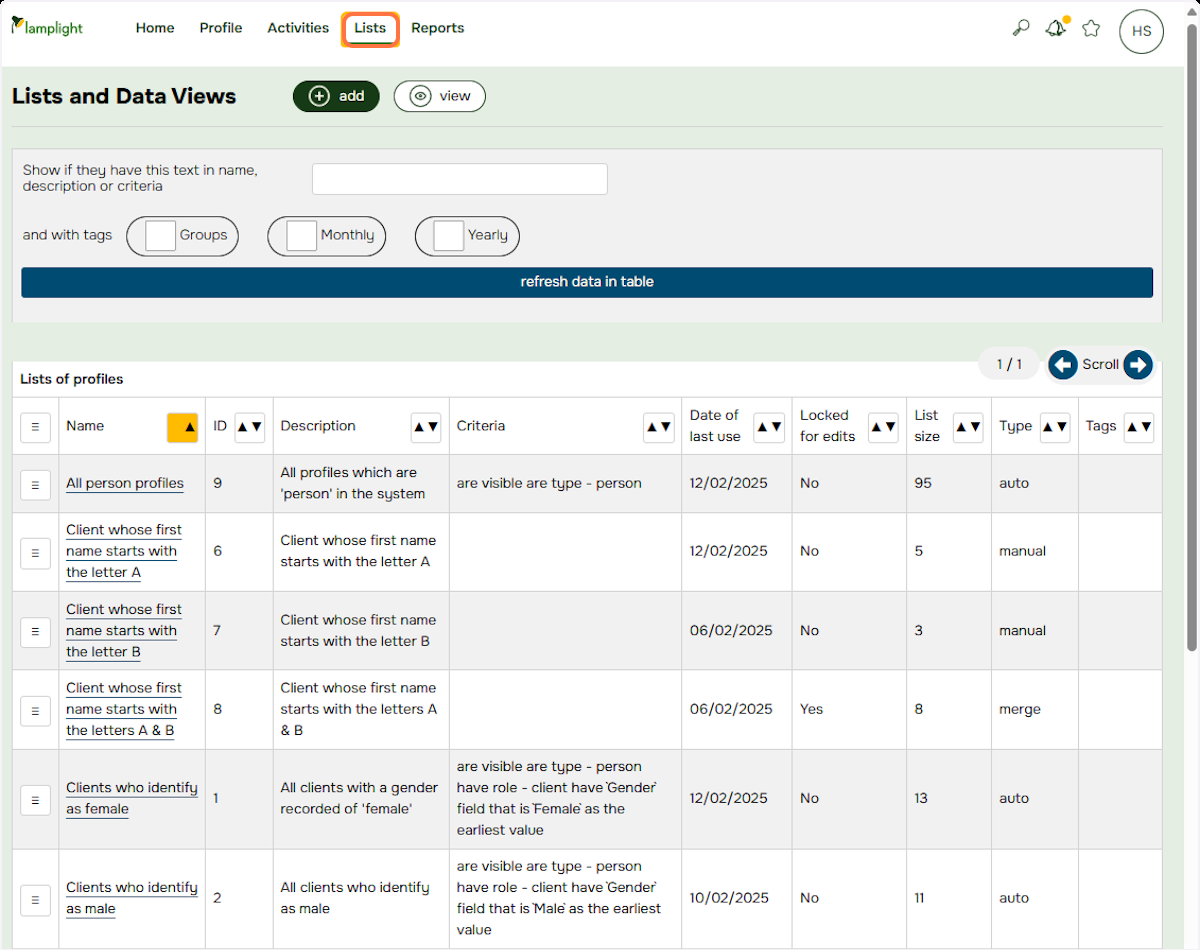 lamplight
Home Profile Activities Lists Reports HS
Lists and Data Views add view
Show if they have this text in name,
description or criteria
and with tags Groups Monthly Yearly
refresh data in table
1 / 1 Scroll
Lists of profiles
Name ID Description Criteria Date of
last use Locked
for edits List
size Type Tags
All person profiles
9
All profiles which are
'person' in the system
are visible are type - person
12/02/2025
No
95
auto
Client whose first
name starts with
the letter A
6
Client whose first name
starts with the letter A
12/02/2025
No
5
manual
Client whose first
name starts with
the letter B
7
Client whose first name
starts with the letter B
06/02/2025
No
3
manual
Client whose first
name starts with
the letters A & B
8
Client whose first name
starts with the letters A
& B
06/02/2025
Yes
8
merge
Clients who identify
as female
1
All clients with a gender
recorded of 'female'
are visible are type - person
have role - client have `Gender`
field that is `Female` as the
earliest value
12/02/2025
No
13
auto
Clients who identify
as male
2
All clients who identify
as male
are visible are type - person
have role - client have `Gender`
field that is `Male` as the earliest
value
10/02/2025
No
11
auto